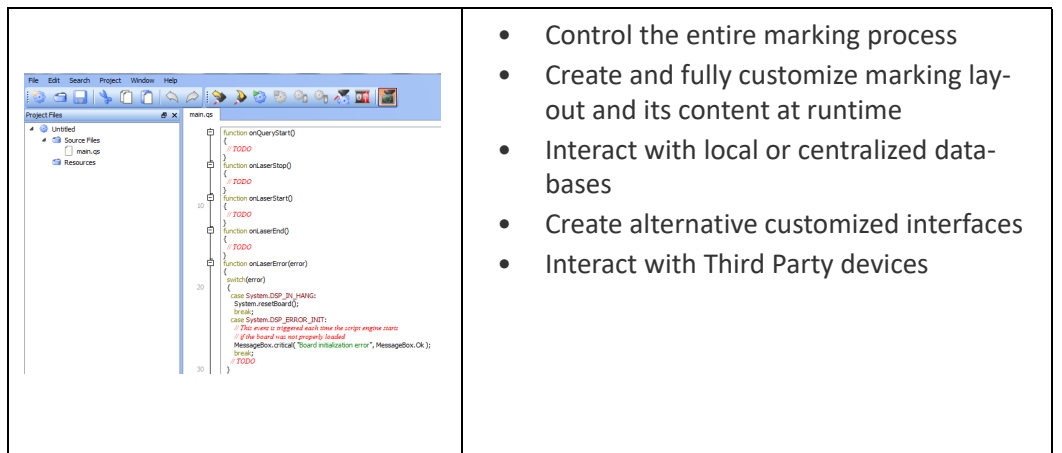 File Edit Search Project Window Help
Project Files
main.qs
Untitled
Source Files
main.qs
Resources
function onQueryStart()
{
// TODO
}
function onLaserStop()
{
// TODO
}
function onLaserStart()
10 {
// TODO
}
function onLaserEnd()
{
// TODO
}
function onLaserError(error)
{
switch(error)
20 {
case System.DSP_IN_HANG:
System.resetBoard();
break;
case System.DSP_ERROR_INIT:
// This event is triggered each time the script engine starts
// if the board was not properly loaded
MessageBox.critical( "Board initialization error", MessageBox.Ok );
break;
// TODO
30 }
• Control the entire marking process
• Create and fully customize marking lay-
out and its content at runtime
• Interact with local or centralized data-
bases
• Create alternative customized interfaces
• Interact with Third Party devices